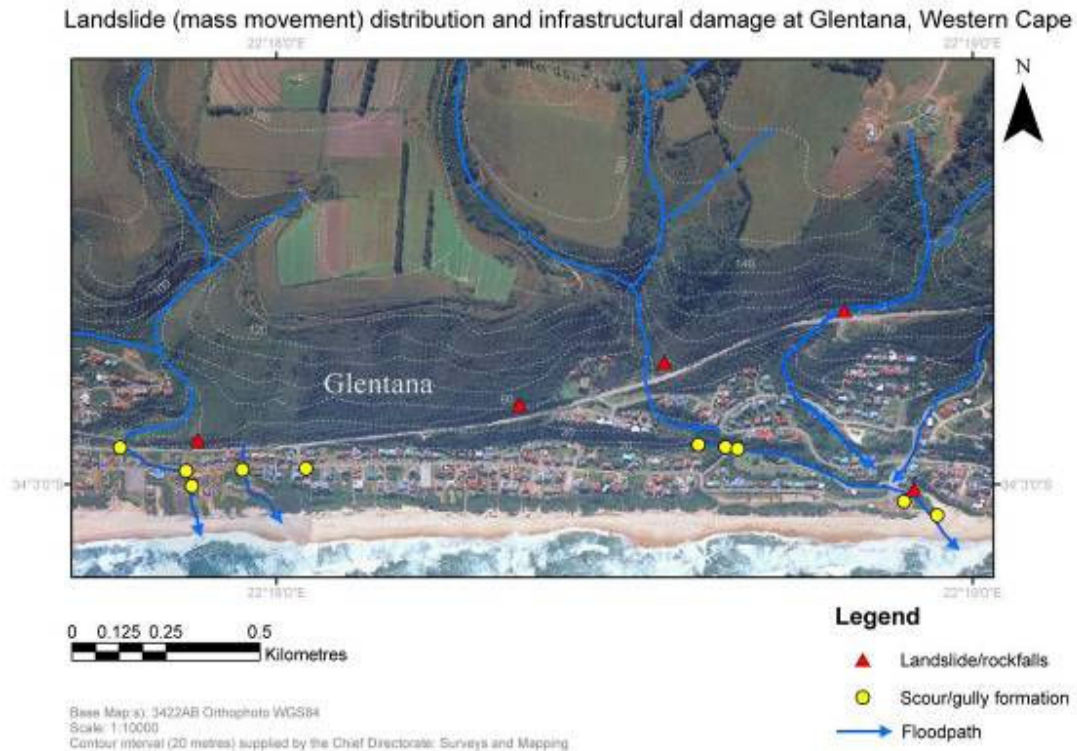 Landslide (mass movement) distribution and infrastructural damage at Glentana, Western Cape
22°18'0"E
22°19'0"E
N
140
120
Glentana
34°3'0"S
34°3'0"S
22°18'0"E
22°19'0"E
0 0.125 0.25 0.5
Kilometres
Legend
Landslide/rockfalls
Scour/gully formation
Floodpath
Base Map(s): 3422AB Orthophoto WGS84
Scale: 1:10000
Contour interval (20 metres) supplied by the Chief Directorate: Surveys and Mapping